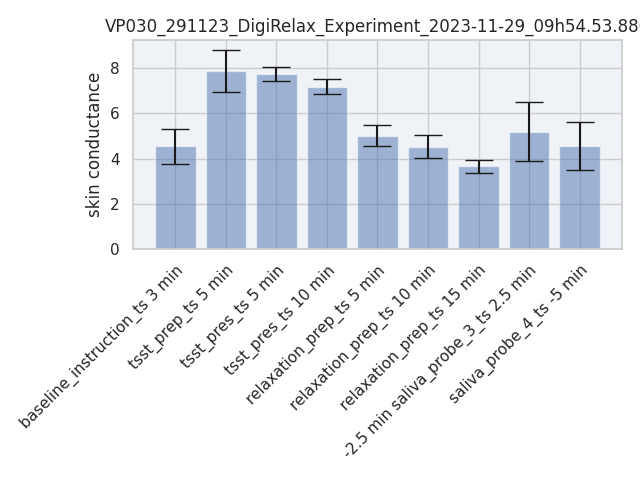 VP030_291123_DigiRelax_Experiment_2023-11-29_09h54.53.88
skin conductance
8
6
4
2
0
baseline_instruction_ts 3 min
tsst_prep_ts 5 min
tsst_pres_ts 5 min
tsst_pres_ts 10 min
relaxation_prep_ts 5 min
relaxation_prep_ts 10 min
relaxation_prep_ts 15 min
-2.5 min saliva_probe_3_ts 2.5 min
saliva_probe_4_ts -5 min